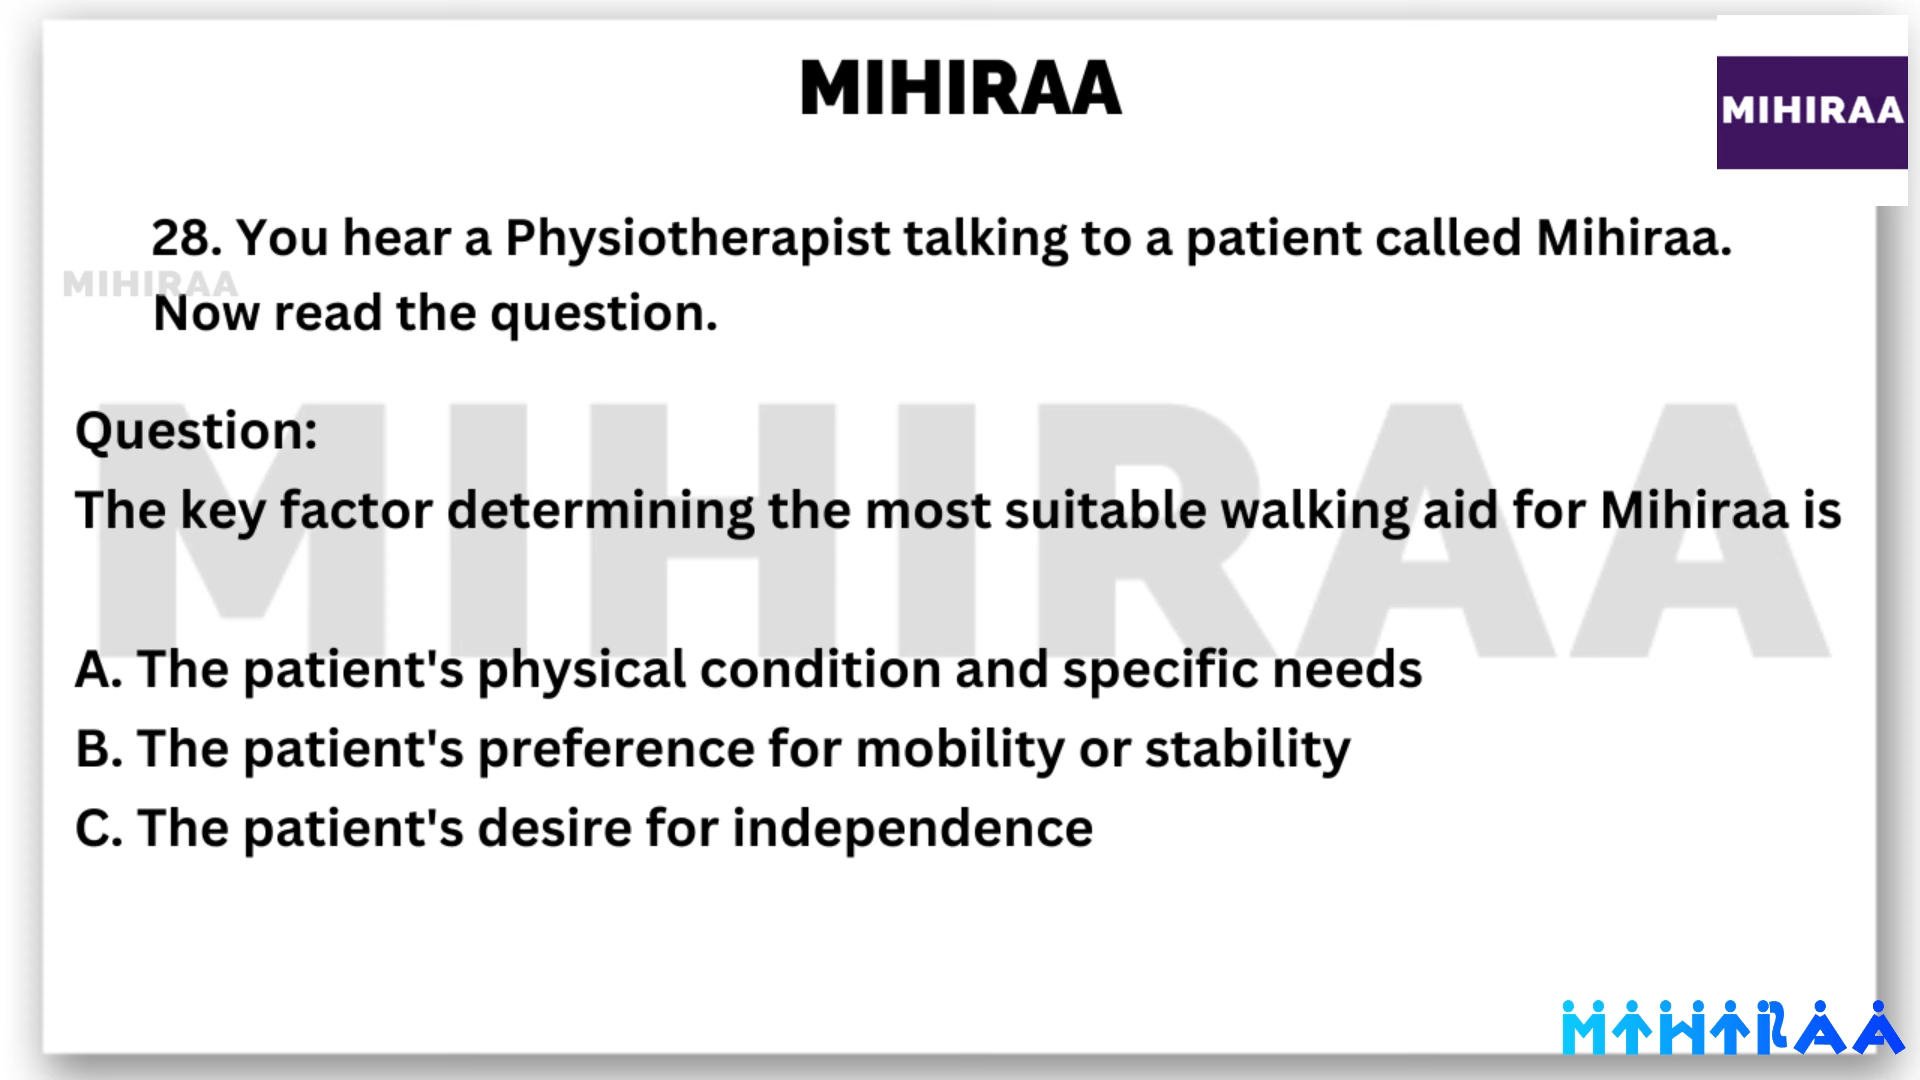 MIHIRAA
MIHIRAA
28. You hear a Physiotherapist talking to a patient called Mihiraa.
MIHIRAA
Now read the question.
MIHIRAA
Question:
The key factor determining the most suitable walking aid for Mihiraa is
A. The patient's physical condition and specific needs
B. The patient's preference for mobility or stability
C. The patient's desire for independence
MIHIRAA